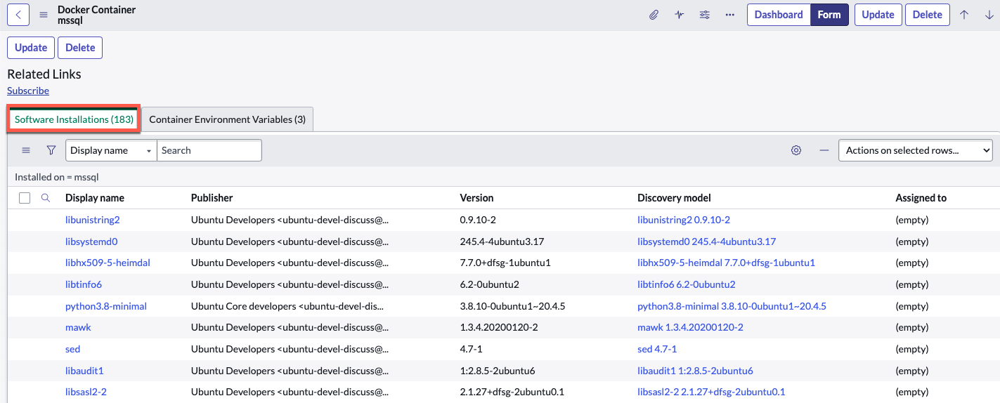 Docker Container
mssql
Dashboard Form Update Delete
Update Delete
Related Links
Subscribe
Software Installations (183) Container Environment Variables (3)
Display name Search Actions on selected rows...
Installed on = mssql
Display name Publisher Version Discovery model Assigned to
libunistring2 Ubuntu Developers <ubuntu-devel-discuss@... 0.9.10-2 libunistring2 0.9.10-2 (empty)
libsystemd0 Ubuntu Developers <ubuntu-devel-discuss@... 245.4-4ubuntu3.17 libsystemd0 245.4-4ubuntu3.17 (empty)
libhx509-5-heimdal Ubuntu Developers <ubuntu-devel-discuss@... 7.7.0+dfsg-1ubuntu1 libhx509-5-heimdal 7.7.0+dfsg-1ubuntu1 (empty)
libtinfo6 Ubuntu Developers <ubuntu-devel-discuss@... 6.2-0ubuntu2 libtinfo6 6.2-0ubuntu2 (empty)
python3.8-minimal Ubuntu Core developers <ubuntu-devel-dis... 3.8.10-0ubuntu1~20.4.5 python3.8-minimal 3.8.10-0ubuntu1~20.4.5 (empty)
mawk Ubuntu Developers <ubuntu-devel-discuss@... 1.3.4.20200120-2 mawk 1.3.4.20200120-2 (empty)
sed Ubuntu Developers <ubuntu-devel-discuss@... 4.7-1 sed 4.7-1 (empty)
libaudit1 Ubuntu Developers <ubuntu-devel-discuss@... 1:2.8.5-2ubuntu6 libaudit1 1:2.8.5-2ubuntu6 (empty)
libsasl2-2 Ubuntu Developers <ubuntu-devel-discuss@... 2.1.27+dfsg-2ubuntu0.1 libsasl2-2 2.1.27+dfsg-2ubuntu0.1 (empty)